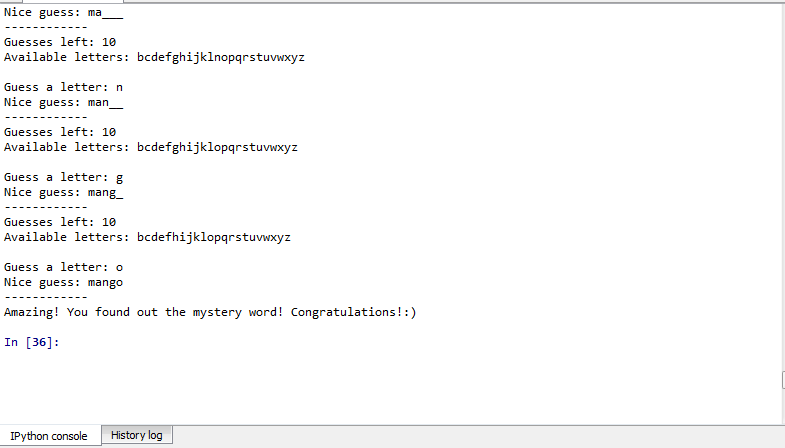 Nice guess: ma___
------------
Guesses left: 10
Available letters: bcdefghijklnopqrstuvwxyz
Guess a letter: n
Nice guess: man__
------------
Guesses left: 10
Available letters: bcdefghijklopqrstuvwxyz
Guess a letter: g
Nice guess: mang_
------------
Guesses left: 10
Available letters: bcdefhijklopqrstuvwxyz
Guess a letter: o
Nice guess: mango
------------
Amazing! You found out the mystery word! Congratulations!:)
In [36]:
IPython console History log